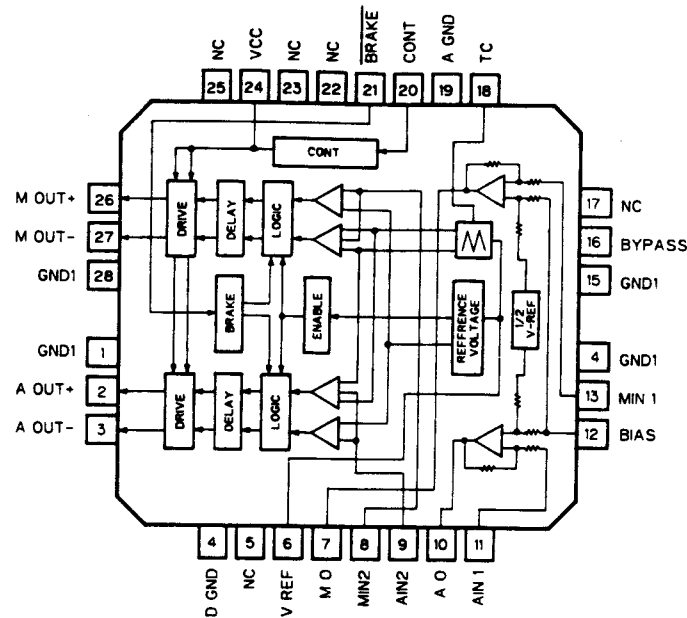 NC VCC NC NC BRAKE CONT A GND TC
25 24 23 22 21 20 19 18
CONT
M OUT+ 26
M OUT- 27
GND1 28
DRIVE DELAY LOGIC
17 NC
16 BYPASS
15 GND1
BRAKE ENABLE REFFRENCE VOLTAGE 1/2 V-REF
GND1 1
A OUT+ 2
A OUT- 3
DRIVE DELAY LOGIC
4 GND1
13 MIN 1
12 BIAS
4 5 6 7 8 9 10 11
D GND NC V REF M O MIN2 AIN2 A O AIN 1